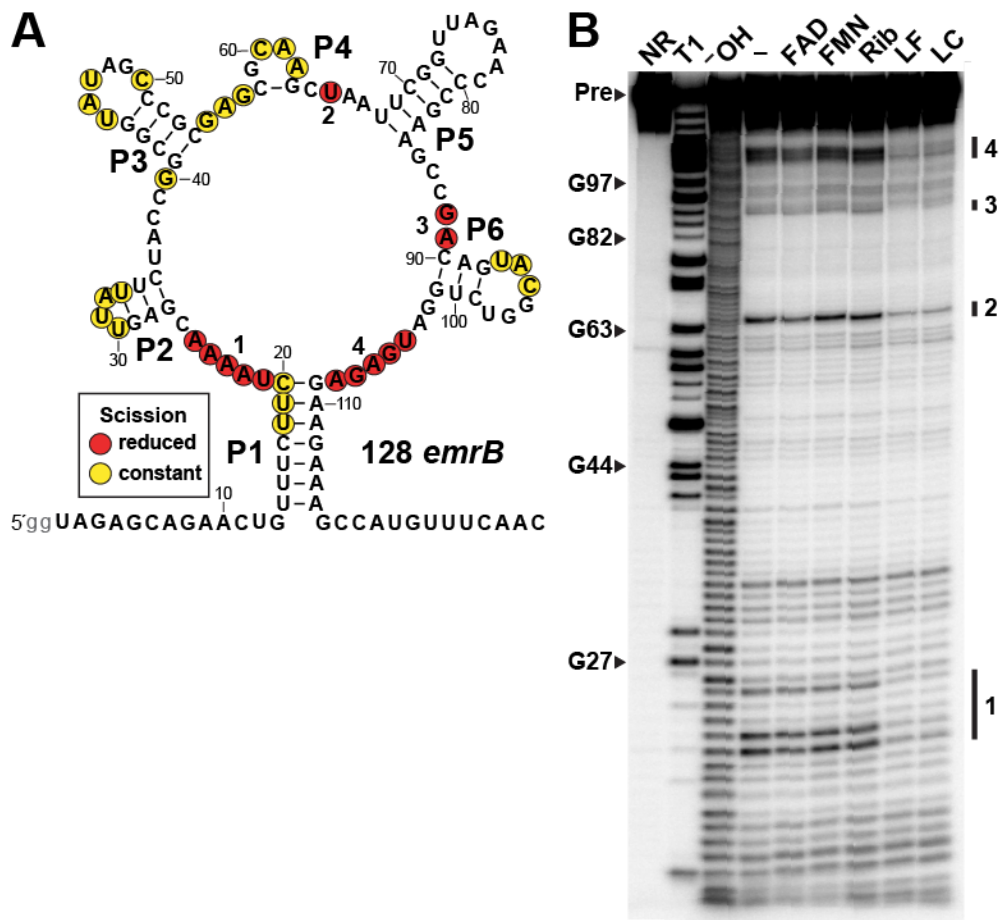 A
B
60
P4
P3
50
40
2
70
80
P5
3
P6
90
100
P2
30
1
20
4
110
P1
128 emrB
Scission
reduced
constant
10
5´ggUAGAGCAGAACUG
GCCAUGUUUCAAC
NR T1 ⁻OH – FAD FMN Rib LF LC
Pre
4
G97
3
G82
2
G63
G44
G27
1